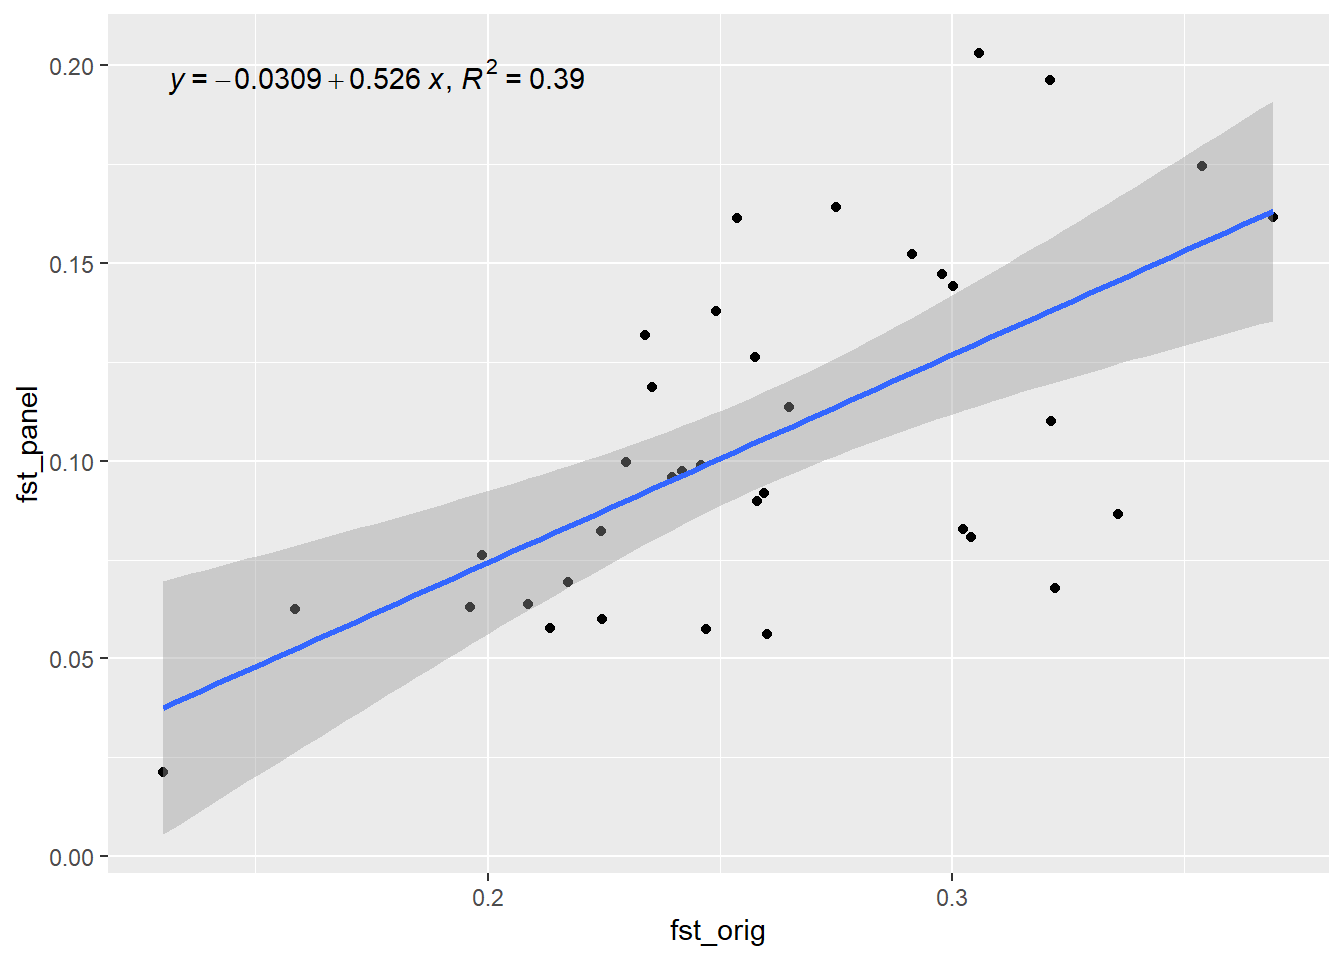 y = −0.0309 + 0.526 x, R² = 0.39
0.20
0.15
0.10
0.05
0.00
fst_panel
0.2 0.3
fst_orig